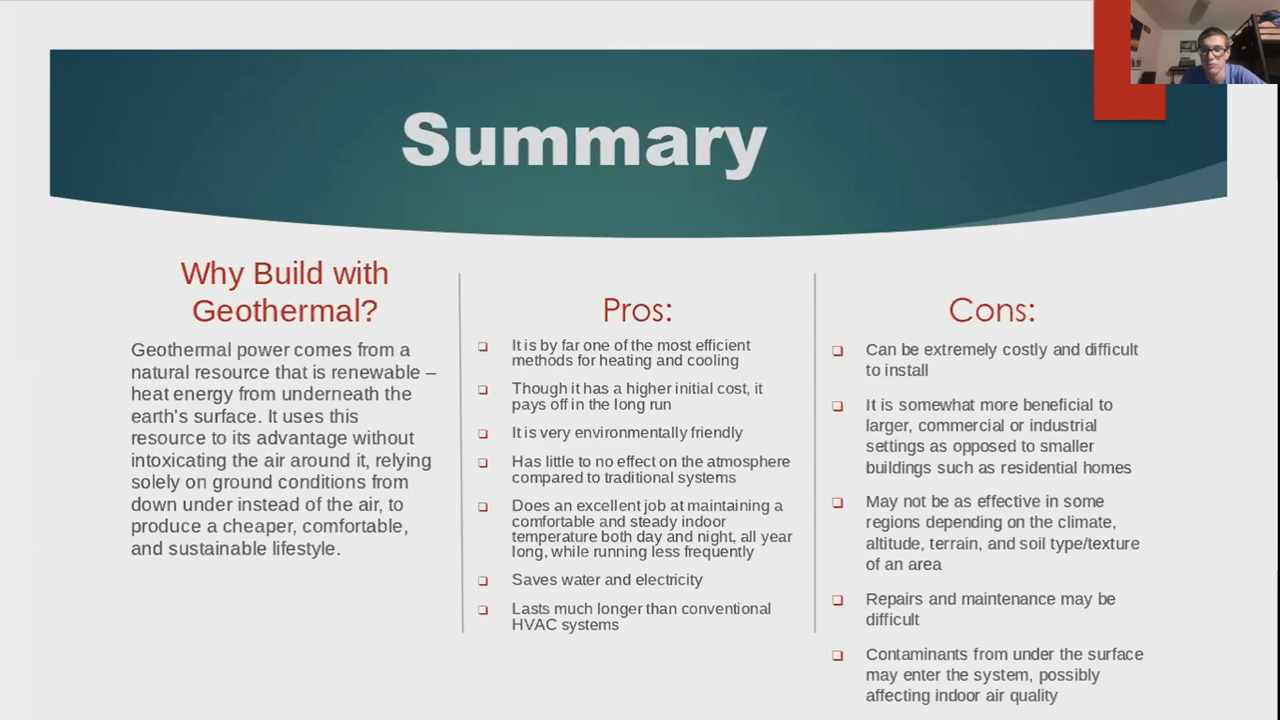 Summary
Why Build with
Geothermal?
Geothermal power comes from a
natural resource that is renewable –
heat energy from underneath the
earth's surface. It uses this
resource to its advantage without
intoxicating the air around it, relying
solely on ground conditions from
down under instead of the air, to
produce a cheaper, comfortable,
and sustainable lifestyle.
Pros:
It is by far one of the most efficient
methods for heating and cooling
Though it has a higher initial cost, it
pays off in the long run
It is very environmentally friendly
Has little to no effect on the atmosphere
compared to traditional systems
Does an excellent job at maintaining a
comfortable and steady indoor
temperature both day and night, all year
long, while running less frequently
Saves water and electricity
Lasts much longer than conventional
HVAC systems
Cons:
Can be extremely costly and difficult
to install
It is somewhat more beneficial to
larger, commercial or industrial
settings as opposed to smaller
buildings such as residential homes
May not be as effective in some
regions depending on the climate,
altitude, terrain, and soil type/texture
of an area
Repairs and maintenance may be
difficult
Contaminants from under the surface
may enter the system, possibly
affecting indoor air quality